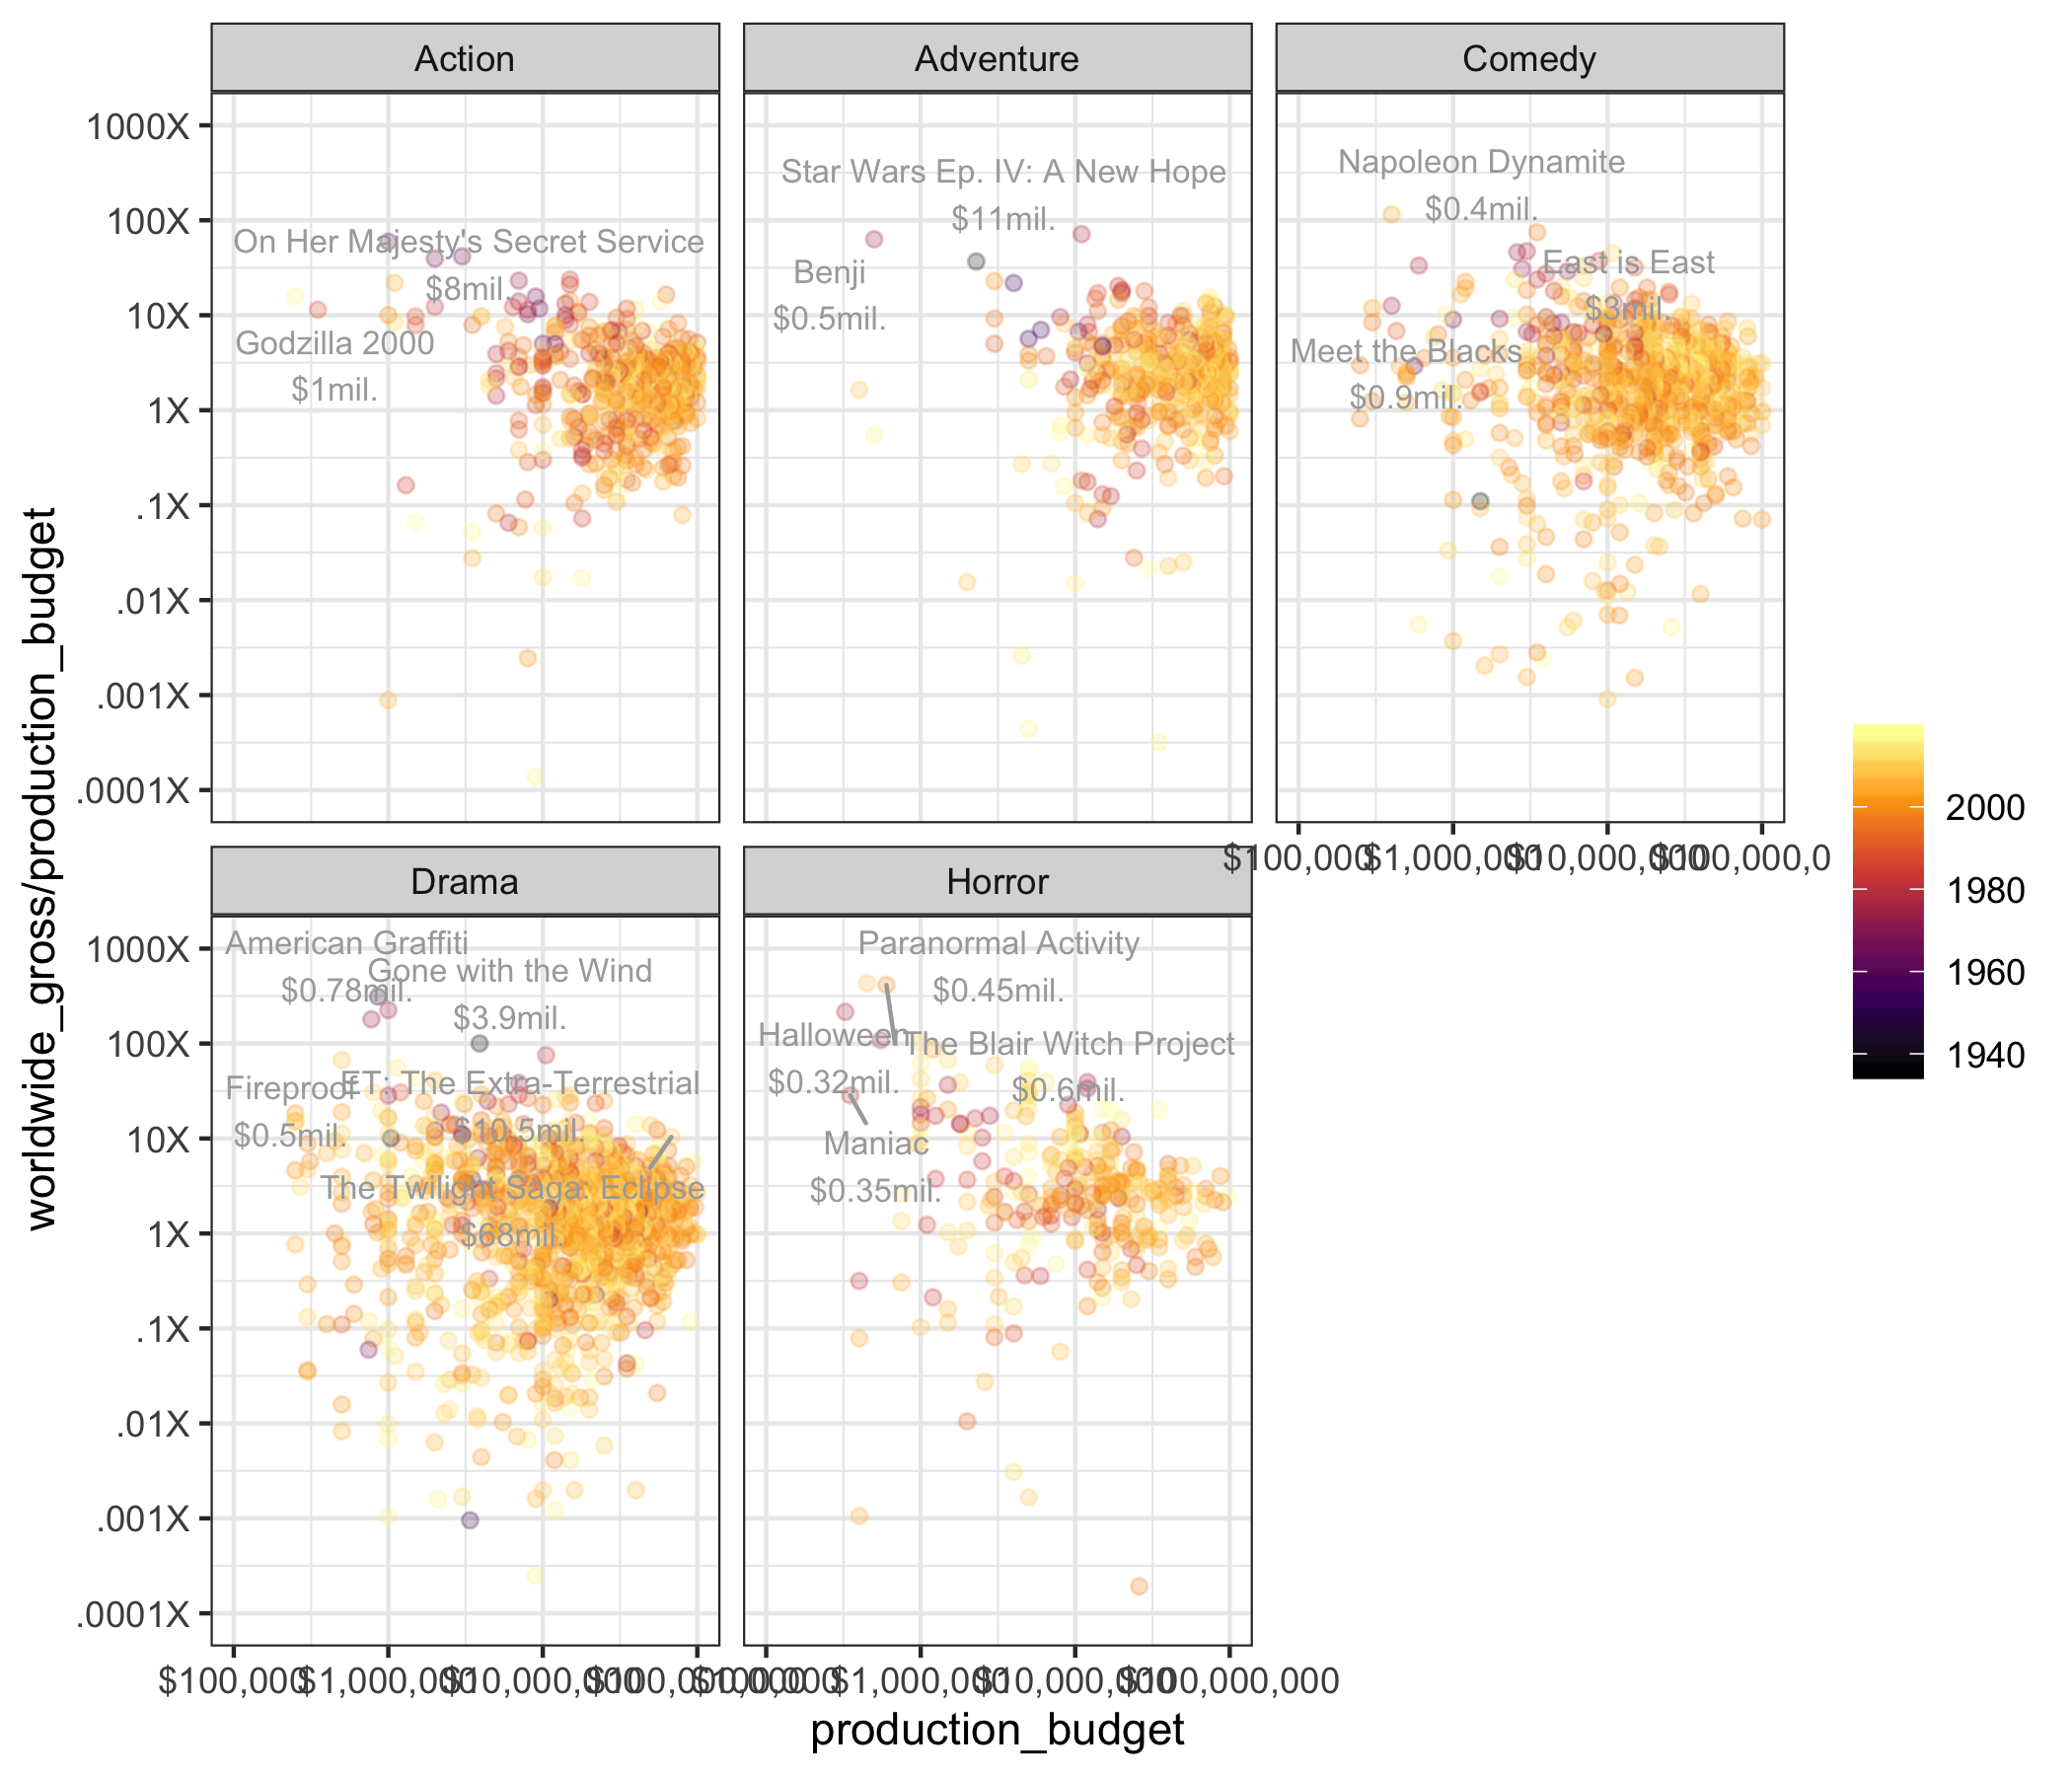 Action
Adventure
Comedy
1000X
100X
10X
1X
.1X
.01X
.001X
.0001X
On Her Majesty's Secret Service
$8mil.
Godzilla 2000
$1mil.
Star Wars Ep. IV: A New Hope
$11mil.
Benji
$0.5mil.
Napoleon Dynamite
$0.4mil.
East is East
$3mil.
Meet the Blacks
$0.9mil.
$100,000
$1,000,000
$10,000,000
$100,000,0
worldwide_gross/production_budget
2000
1980
1960
1940
Drama
Horror
1000X
100X
10X
1X
.1X
.01X
.001X
.0001X
American Graffiti
$0.78mil.
Gone with the Wind
$3.9mil.
Fireproof
$0.5mil.
ET: The Extra-Terrestrial
$10.5mil.
The Twilight Saga: Eclipse
$68mil.
Paranormal Activity
$0.45mil.
Halloween
$0.32mil.
The Blair Witch Project
$0.6mil.
Maniac
$0.35mil.
$100,000
$1,000,000
$10,000,000
$100,000,000
$100,000
$1,000,000
$10,000,000
$100,000,000
production_budget